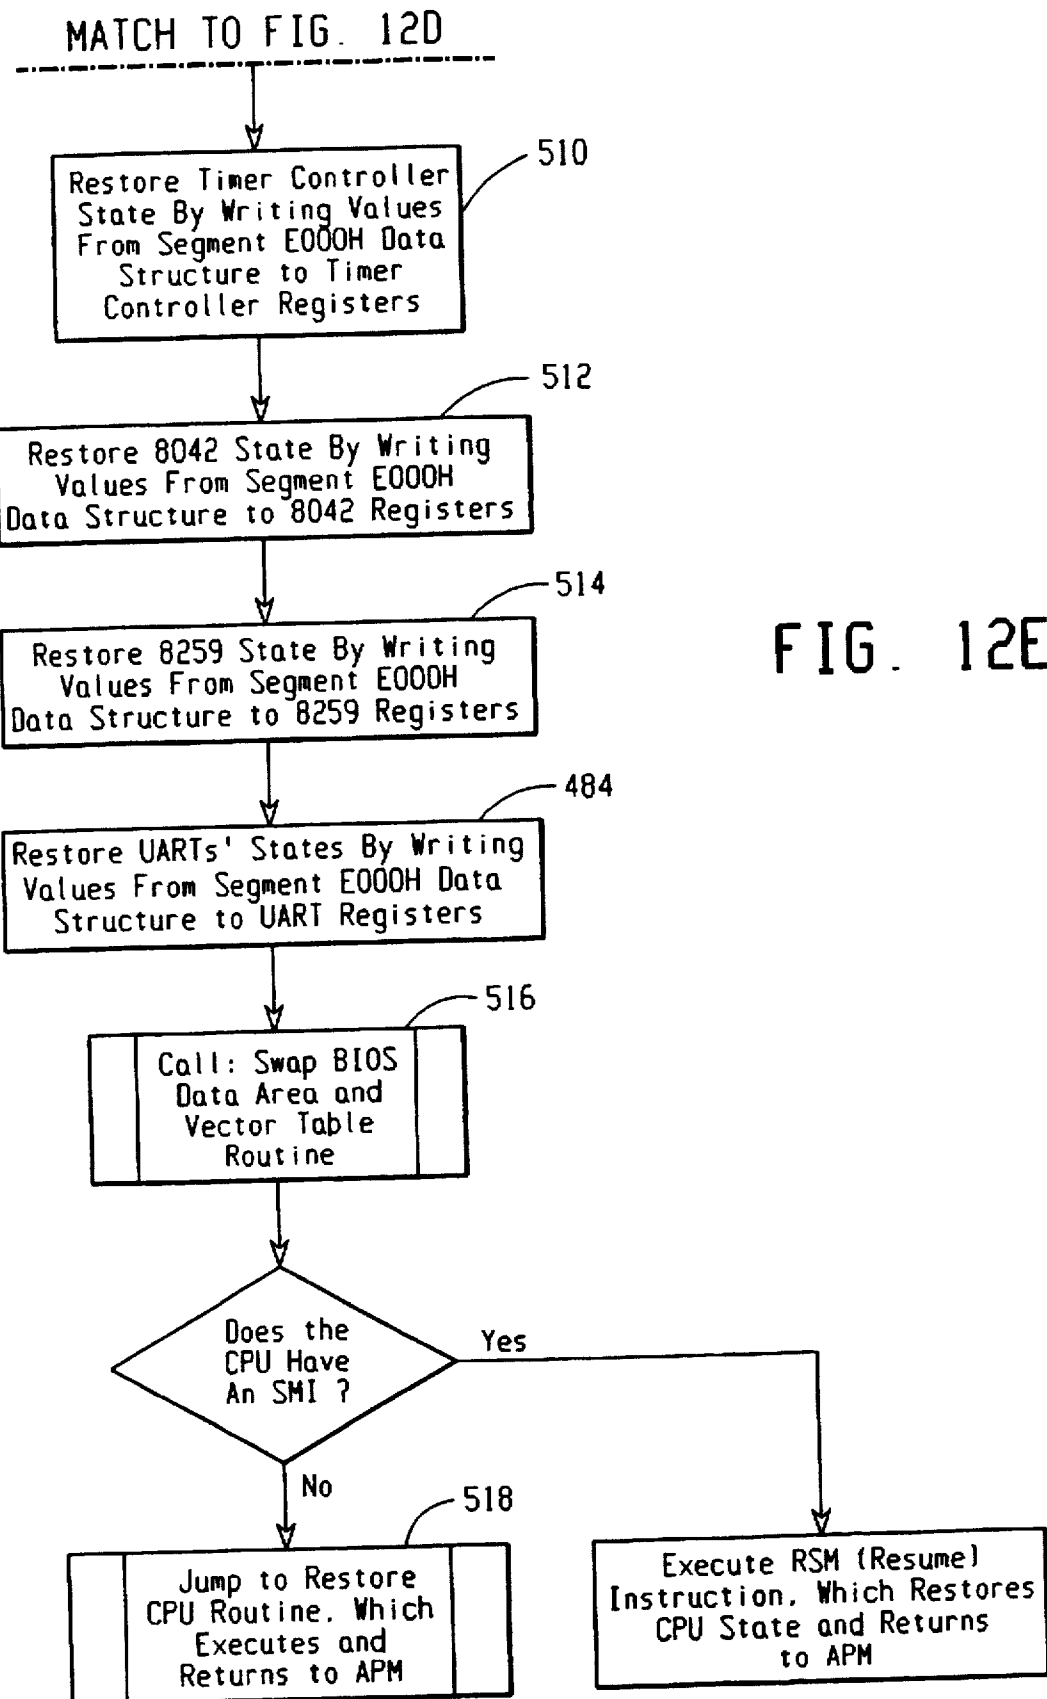 MATCH TO FIG. 12D
510
Restore Timer Controller
State By Writing Values
From Segment E000H Data
Structure to Timer
Controller Registers
512
Restore 8042 State By Writing
Values From Segment E000H
Data Structure to 8042 Registers
514
Restore 8259 State By Writing
Values From Segment E000H
Data Structure to 8259 Registers
FIG. 12E
484
Restore UARTs' States By Writing
Values From Segment E000H Data
Structure to UART Registers
516
Call: Swap BIOS
Data Area and
Vector Table
Routine
Does the
CPU Have
An SMI ?
Yes
No
518
Jump to Restore
CPU Routine, Which
Executes and
Returns to APM
Execute RSM (Resume)
Instruction, Which Restores
CPU State and Returns
to APM